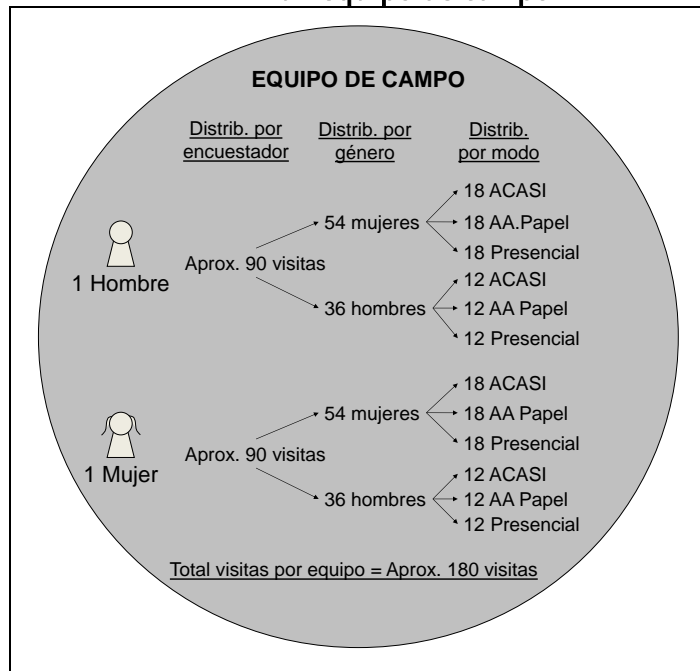 EQUIPO DE CAMPO
Distrib. por
encuestador
Distrib. por
género
Distrib.
por modo
1 Hombre
Aprox. 90 visitas
54 mujeres
18 ACASI
18 AA.Papel
18 Presencial
36 hombres
12 ACASI
12 AA Papel
12 Presencial
1 Mujer
Aprox. 90 visitas
54 mujeres
18 ACASI
18 AA Papel
18 Presencial
36 hombres
12 ACASI
12 AA Papel
12 Presencial
Total visitas por equipo = Aprox. 180 visitas